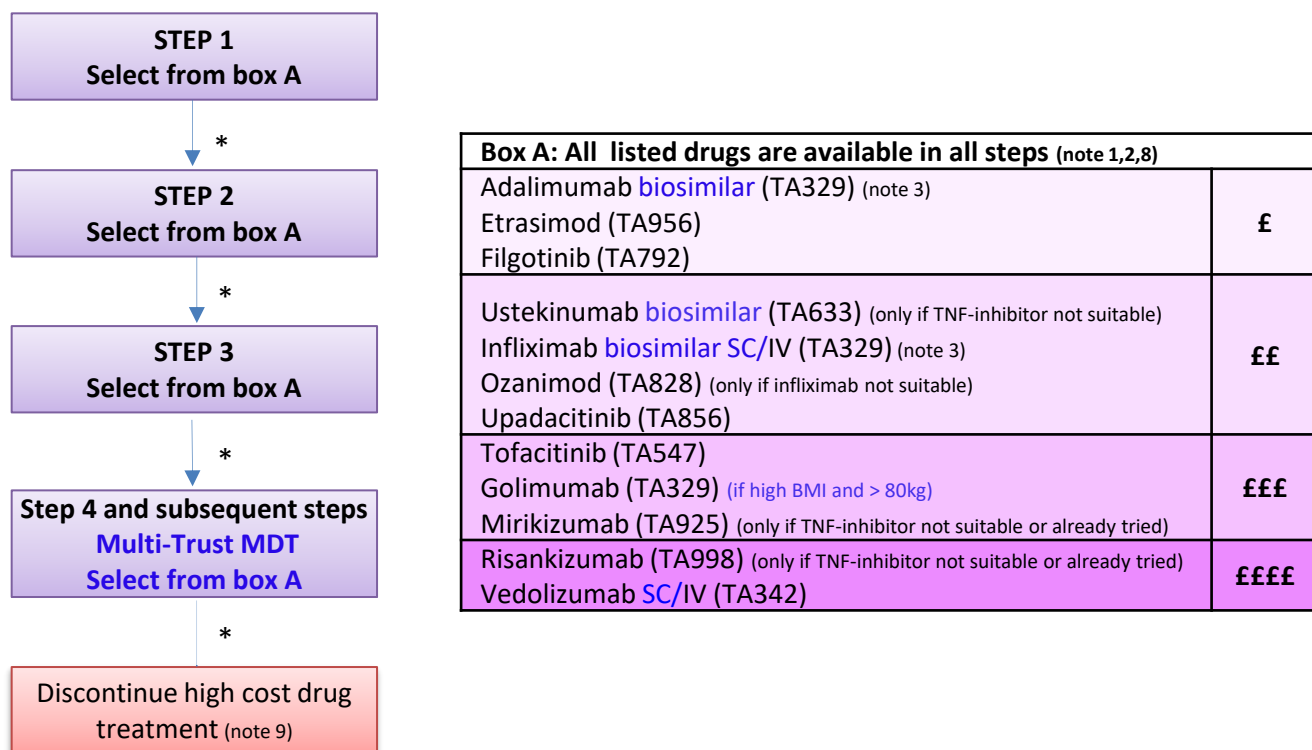 STEP 1
Select from box A
*
STEP 2
Select from box A
*
STEP 3
Select from box A
*
Step 4 and subsequent steps
Multi-Trust MDT
Select from box A
*
Discontinue high cost drug
treatment (note 9)
Box A: All listed drugs are available in all steps (note 1,2,8)
Adalimumab biosimilar (TA329) (note 3)
Etrasimod (TA956)
Filgotinib (TA792)
£
Ustekinumab biosimilar (TA633) (only if TNF-inhibitor not suitable)
Infliximab biosimilar SC/IV (TA329) (note 3)
Ozanimod (TA828) (only if infliximab not suitable)
Upadacitinib (TA856)
££
Tofacitinib (TA547)
Golimumab (TA329) (if high BMI and > 80kg)
Mirikizumab (TA925) (only if TNF-inhibitor not suitable or already tried)
£££
Risankizumab (TA998) (only if TNF-inhibitor not suitable or already tried)
Vedolizumab SC/IV (TA342)
££££